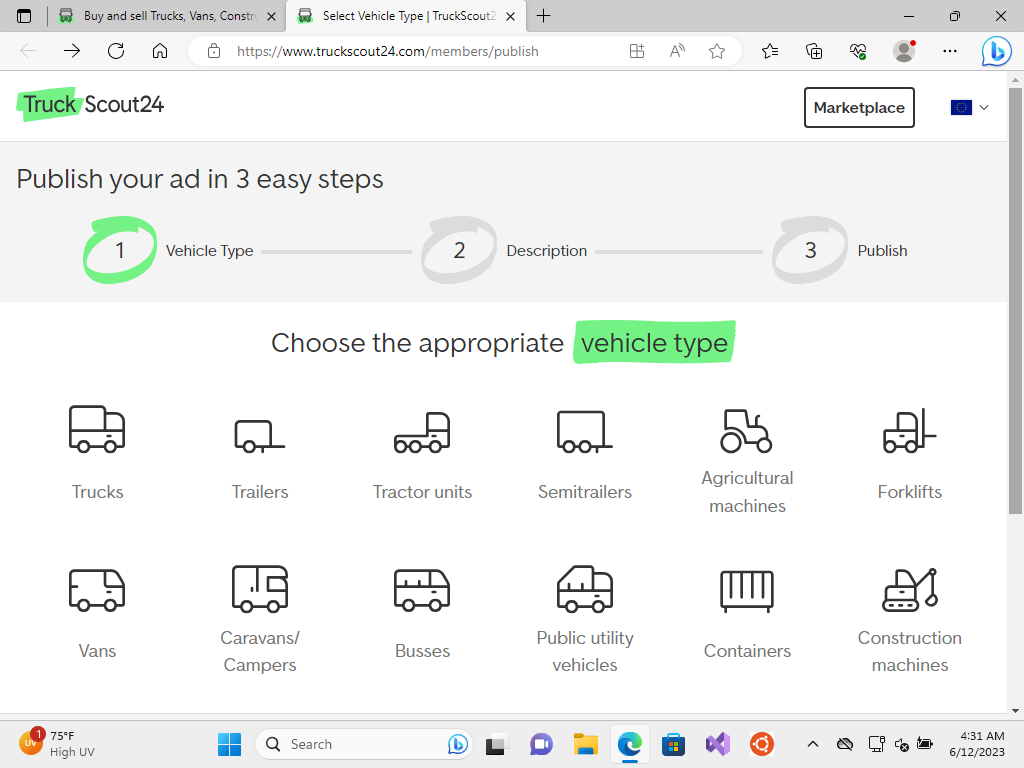 Buy and sell Trucks, Vans, Constru
Select Vehicle Type | TruckScout2
https://www.truckscout24.com/members/publish
Truck Scout24
Marketplace
Publish your ad in 3 easy steps
1 Vehicle Type
2 Description
3 Publish
Choose the appropriate vehicle type
Trucks
Trailers
Tractor units
Semitrailers
Agricultural
machines
Forklifts
Vans
Caravans/
Campers
Busses
Public utility
vehicles
Containers
Construction
machines
UV
1
75°F
High UV
Search
4:31 AM
6/12/2023